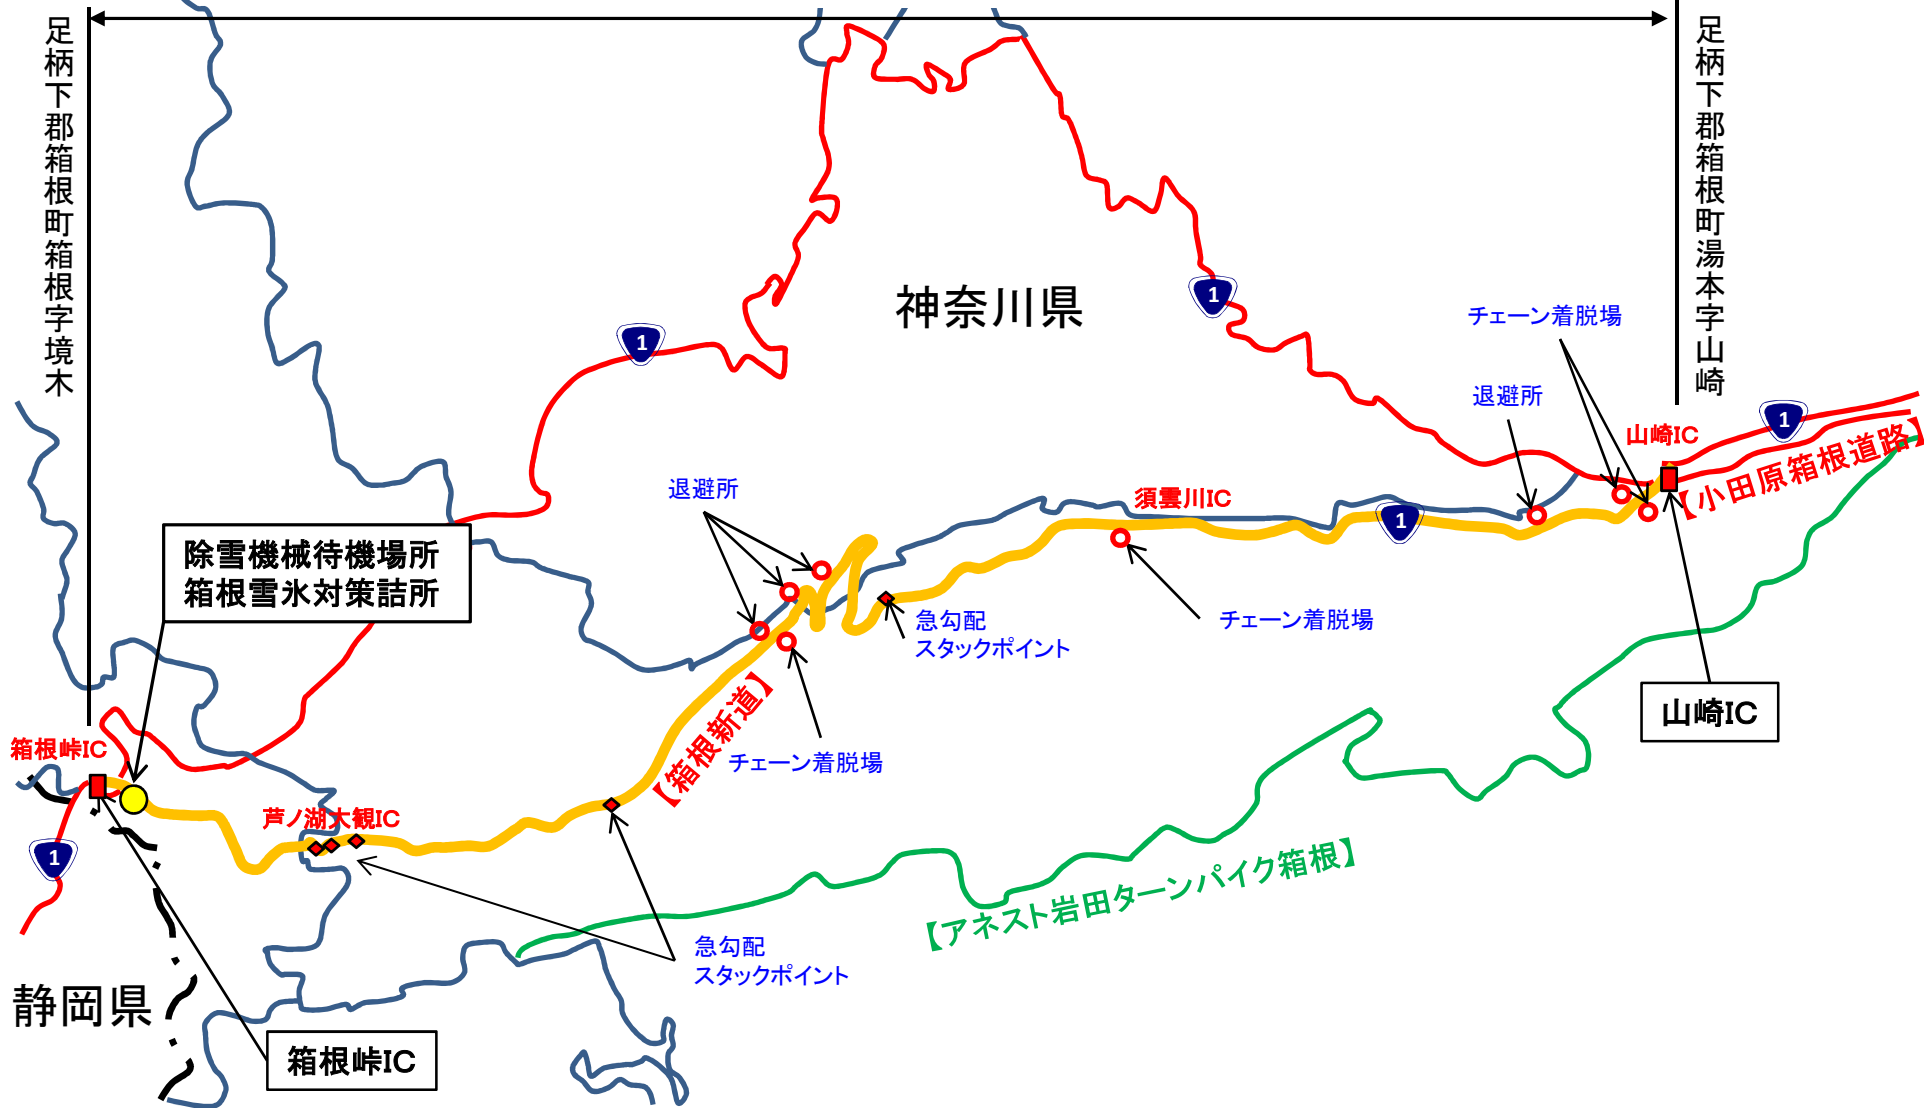 足柄下郡箱根町箱根字境木
足柄下郡箱根町湯本字山崎
神奈川県
1
1
チェーン着脱場
退避所
山崎IC
1
【小田原箱根道路】
退避所
須雲川IC
1
除雪機械待機場所
箱根雪氷対策詰所
急勾配
スタックポイント
チェーン着脱場
山崎IC
【箱根新道】
チェーン着脱場
箱根峠IC
芦ノ湖大観IC
1
【アネスト岩田ターンパイク箱根】
急勾配
スタックポイント
静岡県
箱根峠IC